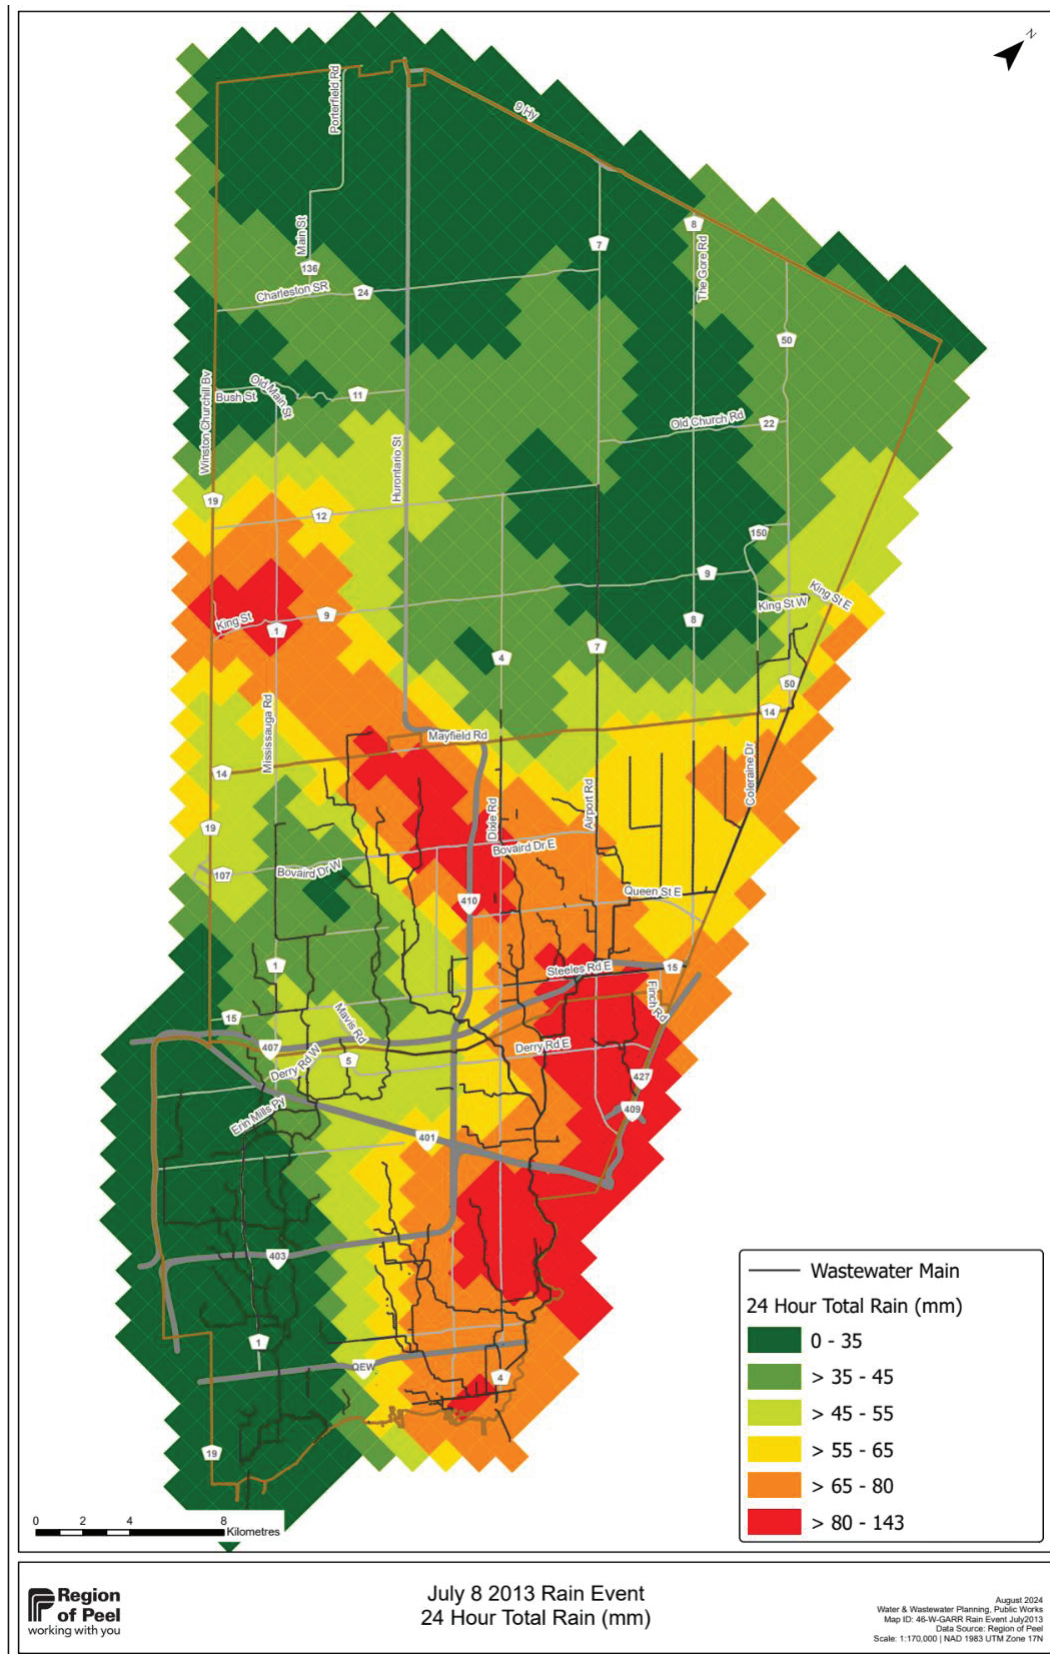 N
9 Hy
Porterfield Rd
8
7
The Gore Rd
Main St
136
Charleston SR
24
50
Winston Churchill Bv
Bush St
Old Main St
11
Old Church Rd
22
Hurontario St
19
12
150
9
King St W
King St E
King St
9
1
8
7
4
50
Mississauga Rd
14
Mayfield Rd
14
Coleraine Dr
Airport Rd
Dixie Rd
19
Bovaird Dr E
107
Bovaird Dr W
Queen St E
410
1
Steeles Rd E
15
Finch Rd
15
Mavis Rd
407
Derry Rd W
5
Derry Rd E
427
Erin Mills Py
409
401
403
1
QEW
4
19
0 2 4 8
Kilometres
Wastewater Main
24 Hour Total Rain (mm)
0 - 35
> 35 - 45
> 45 - 55
> 55 - 65
> 65 - 80
> 80 - 143
Region
of Peel
working with you
July 8 2013 Rain Event
24 Hour Total Rain (mm)
August 2024
Water & Wastewater Planning, Public Works
Map ID: 46-W-GARR Rain Event July2013
Data Source: Region of Peel
Scale: 1:170,000 | NAD 1983 UTM Zone 17N